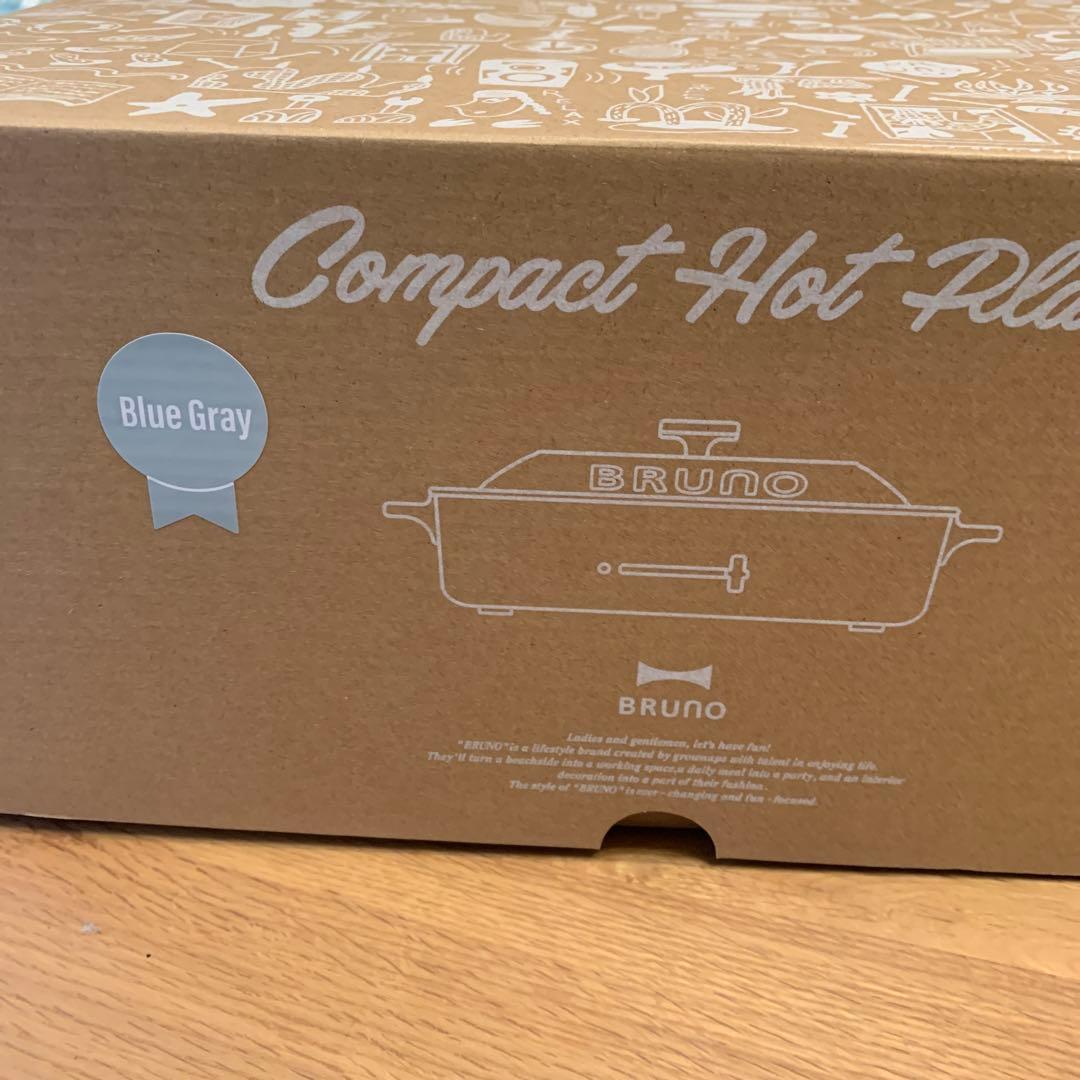 RELAX
Compact Hot Pla
Blue Gray
BRUNO
BRUNO
Ladies and gentlemen, let's have fun!
"BRUNO" is a lifestyle brand created by grownups with talent in enjoying life.
They'll turn a beachside into a working space, a daily meal into a party, and an interior
decoration into a part of their fashion.
The style of "BRUNO" is ever-changing and fun-focused.